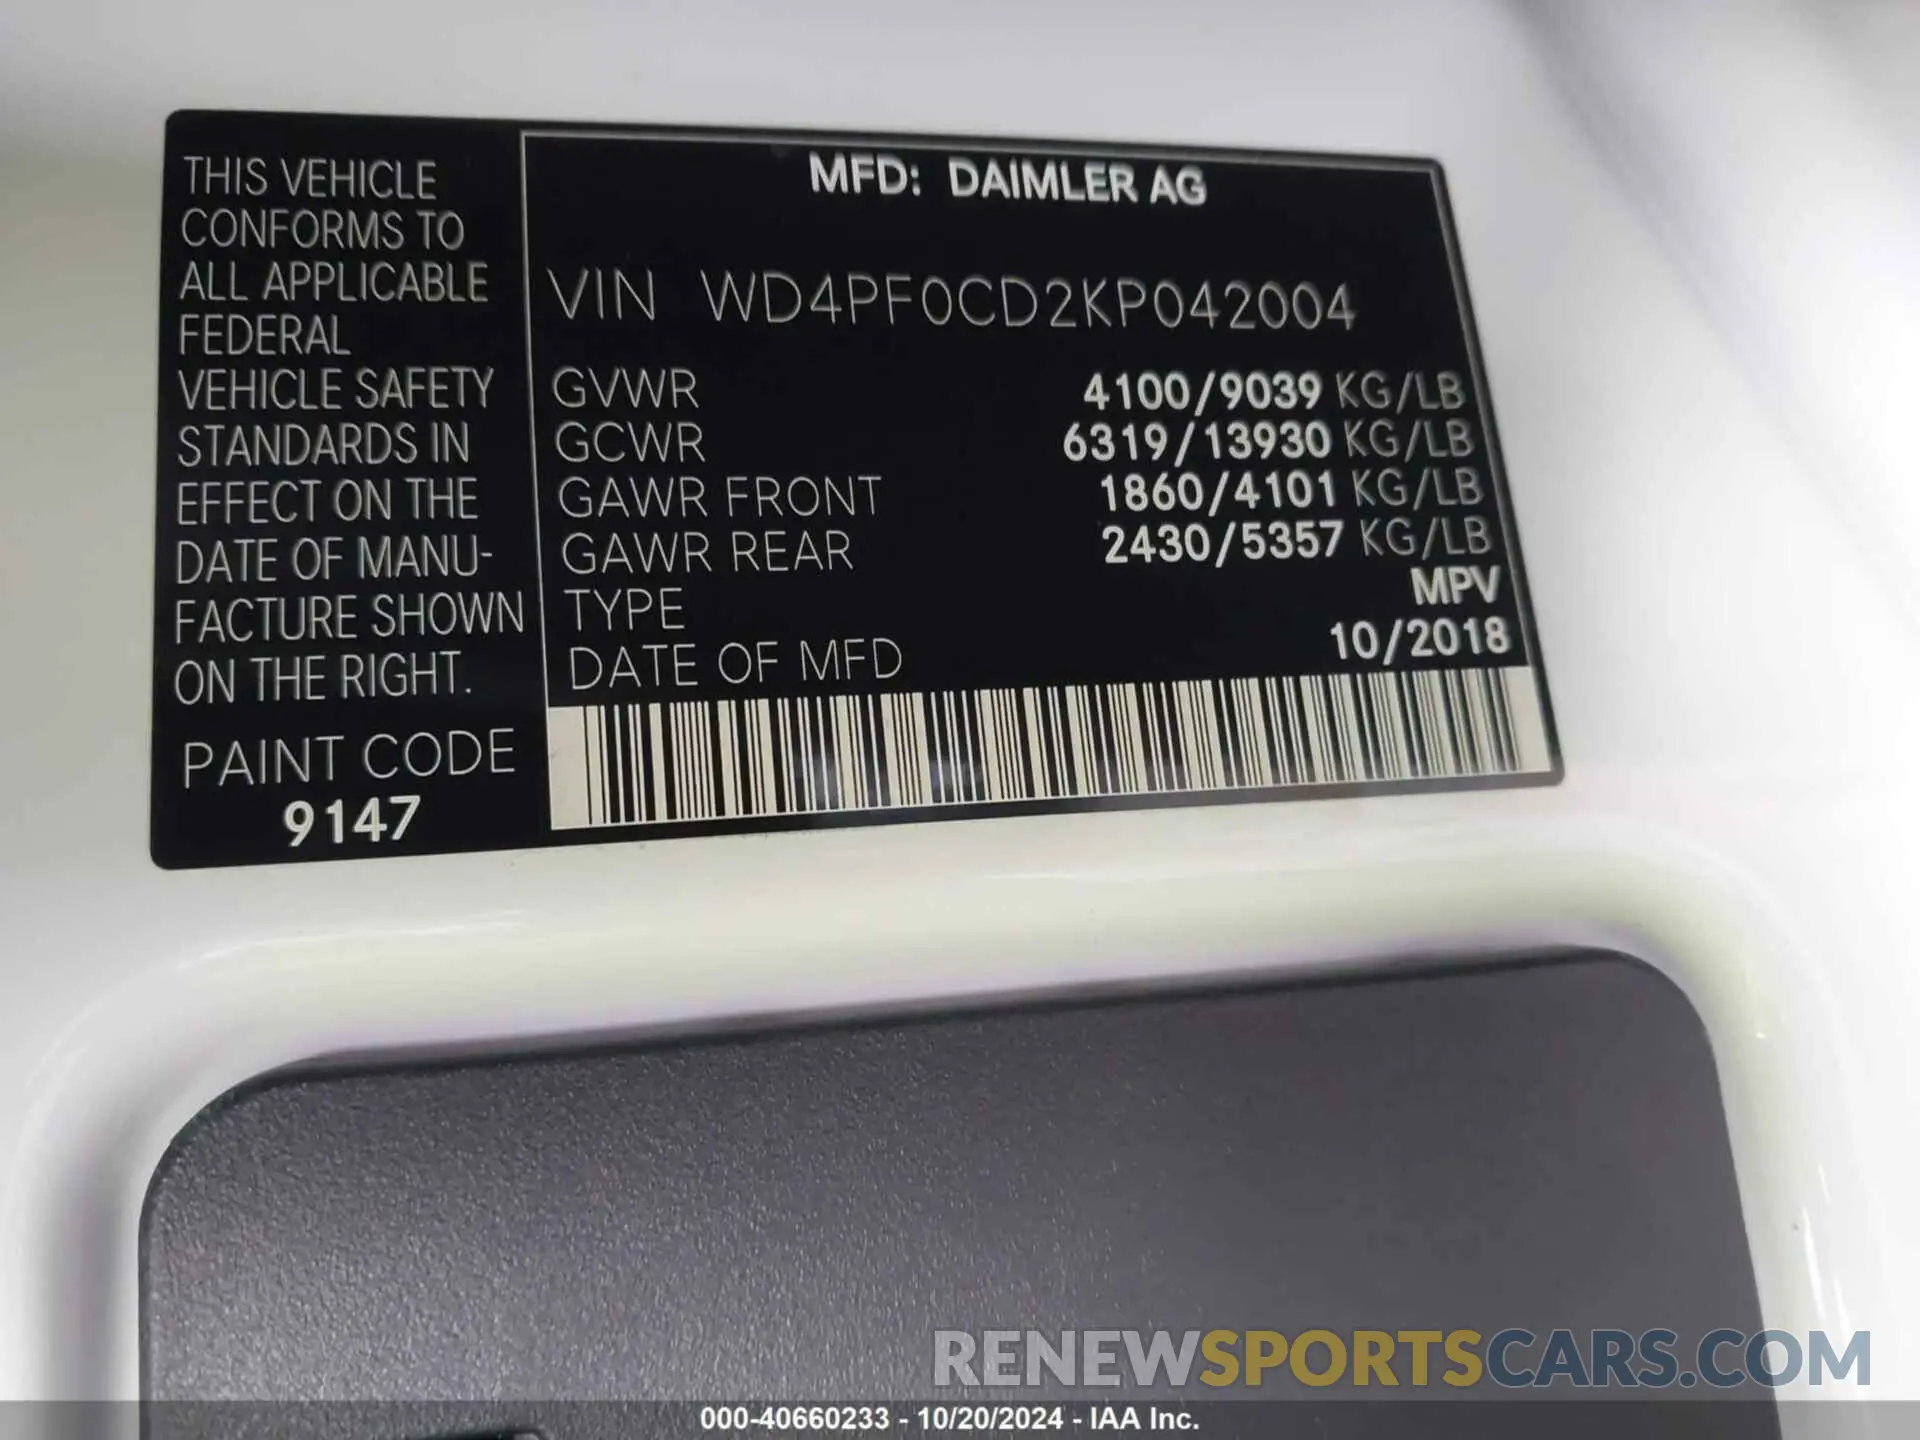 THIS VEHICLE
CONFORMS TO
ALL APPLICABLE
FEDERAL
VEHICLE SAFETY
STANDARDS IN
EFFECT ON THE
DATE OF MANU-
FACTURE SHOWN
ON THE RIGHT.
PAINT CODE
9147
MFD: DAIMLER AG
VIN WD4PF0CD2KP042004
GVWR 4100/9039 KG/LB
GCWR 6319/13930 KG/LB
GAWR FRONT 1860/4101 KG/LB
GAWR REAR 2430/5357 KG/LB
TYPE MPV
DATE OF MFD 10/2018
RENEWSPORTSCARS.COM
000-40660233 - 10/20/2024 - IAA Inc.